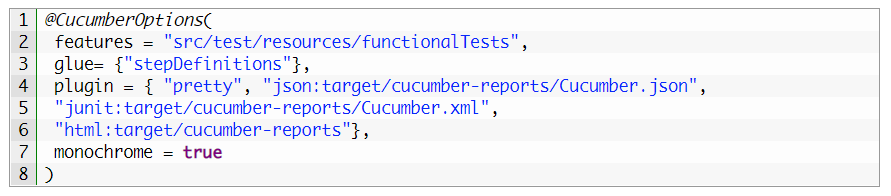 1 @CucumberOptions(
2 features = "src/test/resources/functionalTests",
3 glue= {"stepDefinitions"},
4 plugin = { "pretty", "json:target/cucumber-reports/Cucumber.json",
5 "junit:target/cucumber-reports/Cucumber.xml",
6 "html:target/cucumber-reports"},
7 monochrome = true
8 )